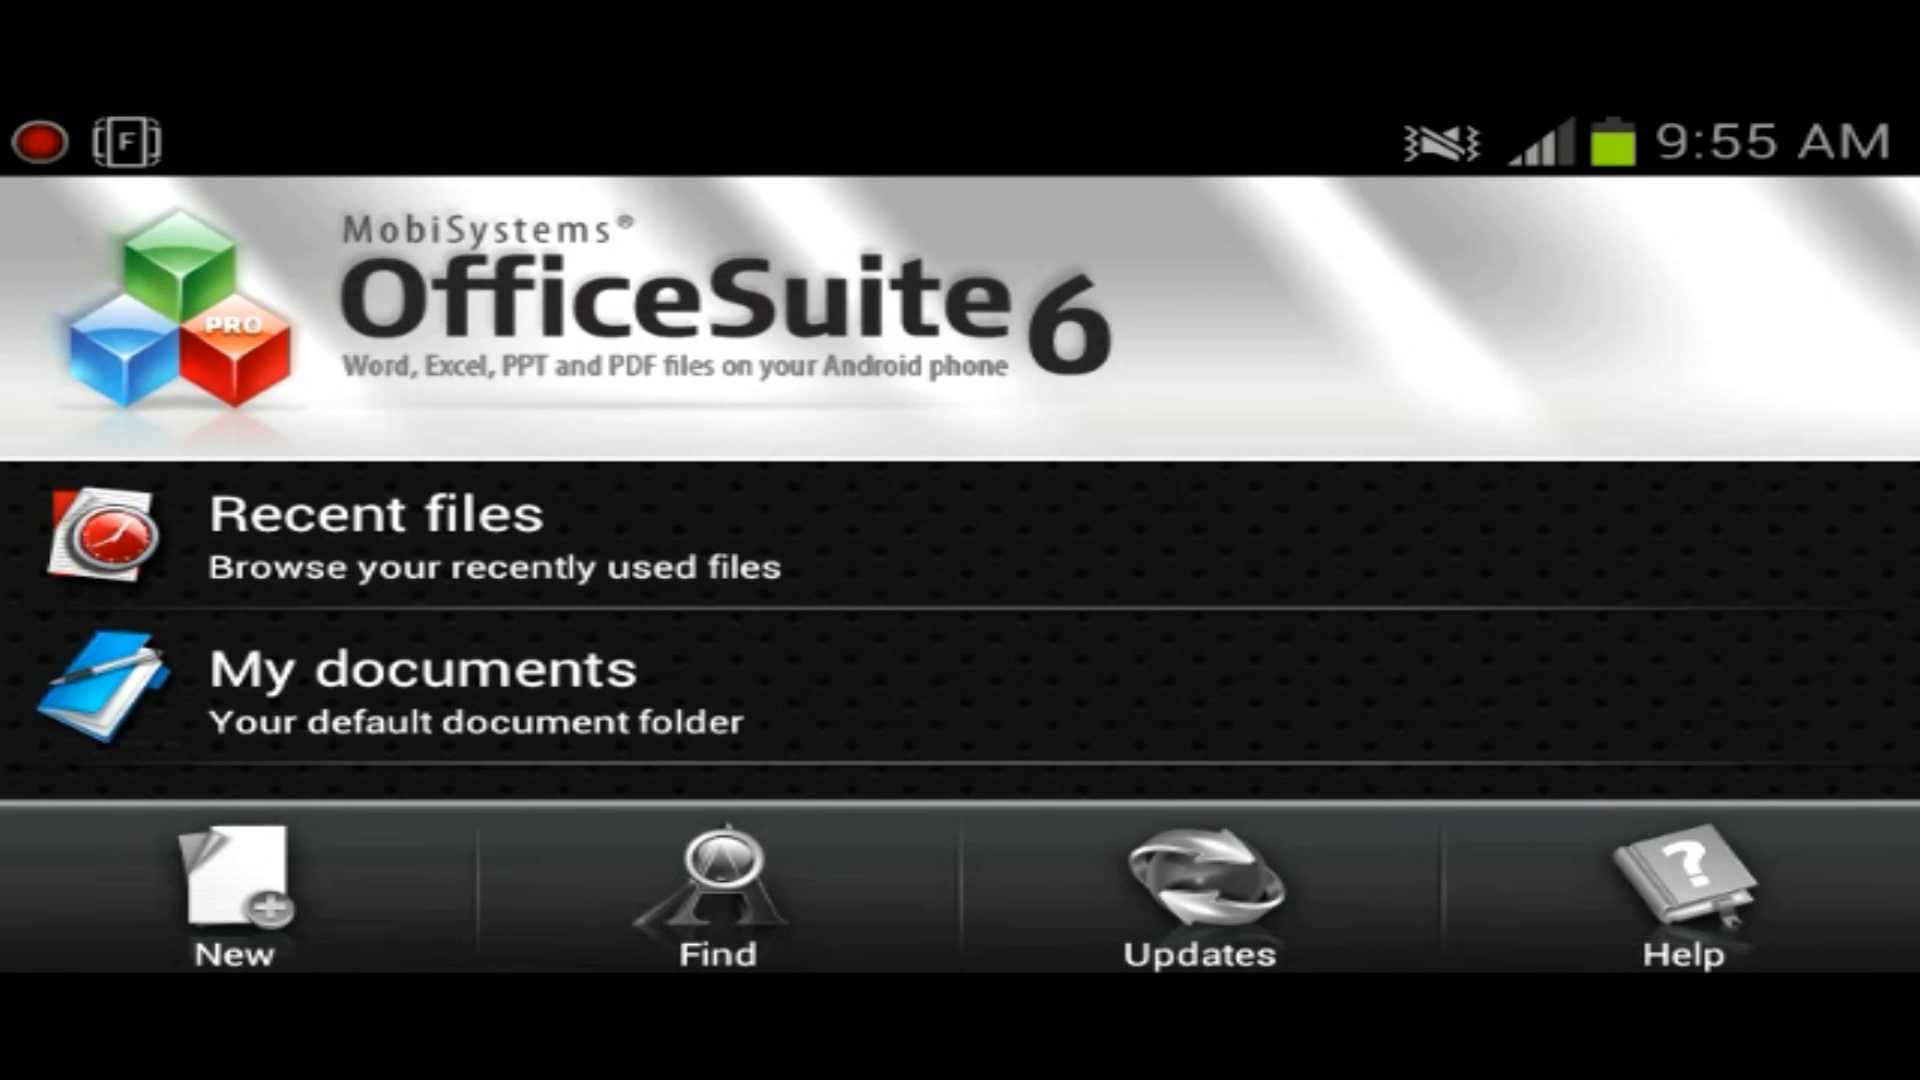 F
9:55 AM
MobiSystems®
OfficeSuite 6
PRO
Word, Excel, PPT and PDF files on your Android phone
Recent files
Browse your recently used files
My documents
Your default document folder
New
Find
Updates
?
Help